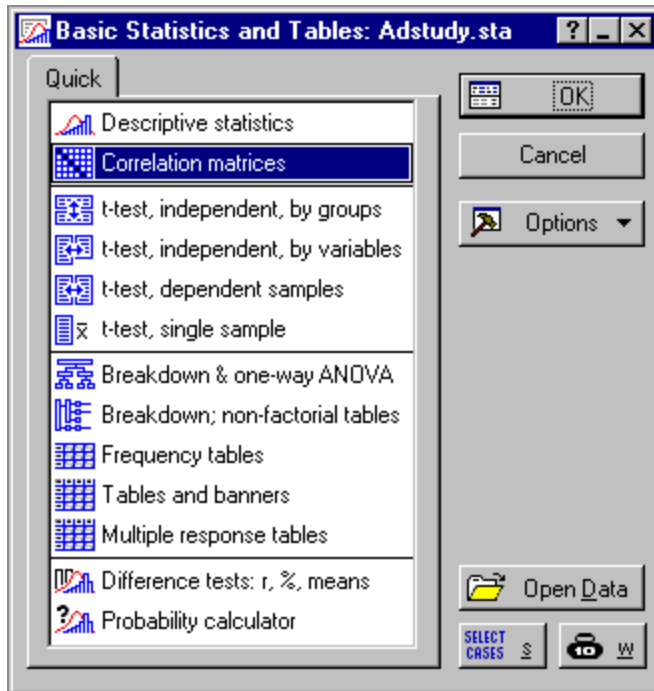 Basic Statistics and Tables: Adstudy.sta
Quick
Descriptive statistics
Correlation matrices
t-test, independent, by groups
t-test, independent, by variables
t-test, dependent samples
t-test, single sample
Breakdown & one-way ANOVA
Breakdown; non-factorial tables
Frequency tables
Tables and banners
Multiple response tables
Difference tests: r, %, means
Probability calculator
OK
Cancel
Options
Open Data
SELECT
CASES S
10 W